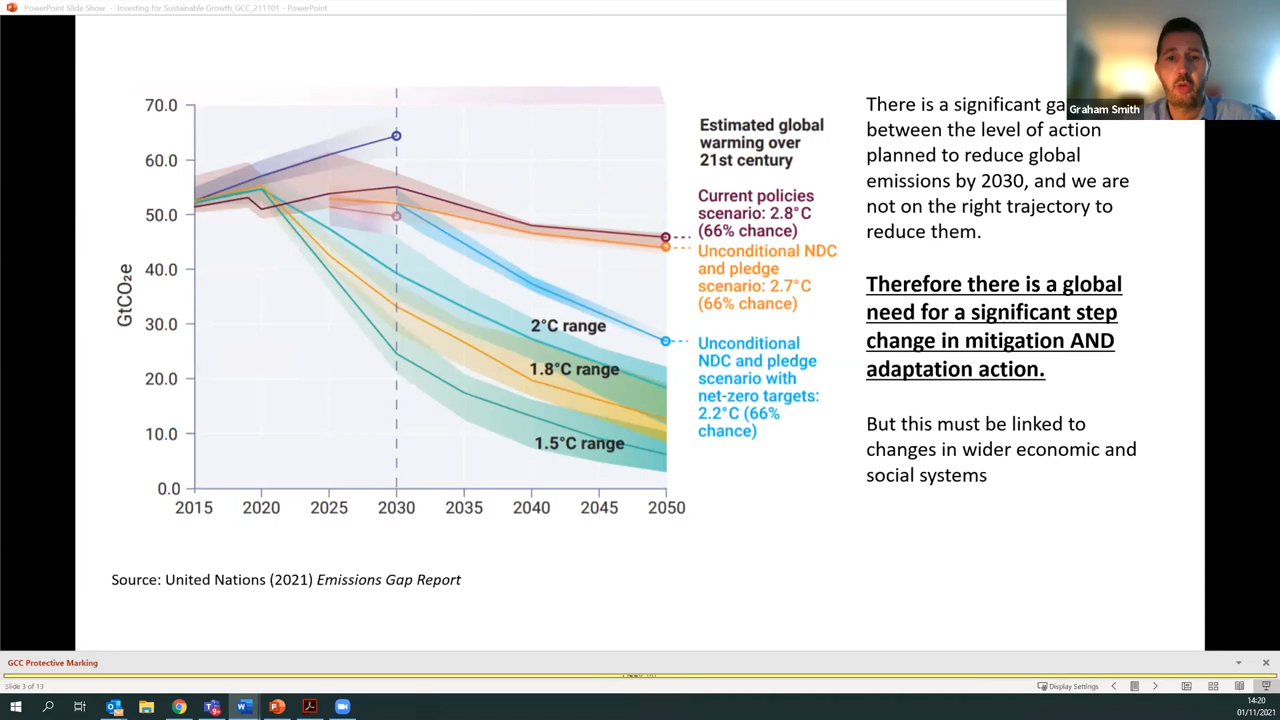 PowerPoint Slide Show - Investing for Sustainable Growth_GCC_211101 - PowerPoint
Graham Smith
70.0
60.0
50.0
40.0
30.0
20.0
10.0
0.0
GtCO₂e
2015
2020
2025
2030
2035
2040
2045
2050
2°C range
1.8°C range
1.5°C range
Estimated global
warming over
21st century
Current policies
scenario: 2.8°C
(66% chance)
Unconditional NDC
and pledge
scenario: 2.7°C
(66% chance)
Unconditional
NDC and pledge
scenario with
net-zero targets:
2.2°C (66%
chance)
There is a significant
between the level of action
planned to reduce global
emissions by 2030, and we are
not on the right trajectory to
reduce them.
Therefore there is a global
need for a significant step
change in mitigation AND
adaptation action.
But this must be linked to
changes in wider economic and
social systems
Source: United Nations (2021) Emissions Gap Report
GCC Protective Marking
Slide 3 of 13
Display Settings
14:20
01/11/2021